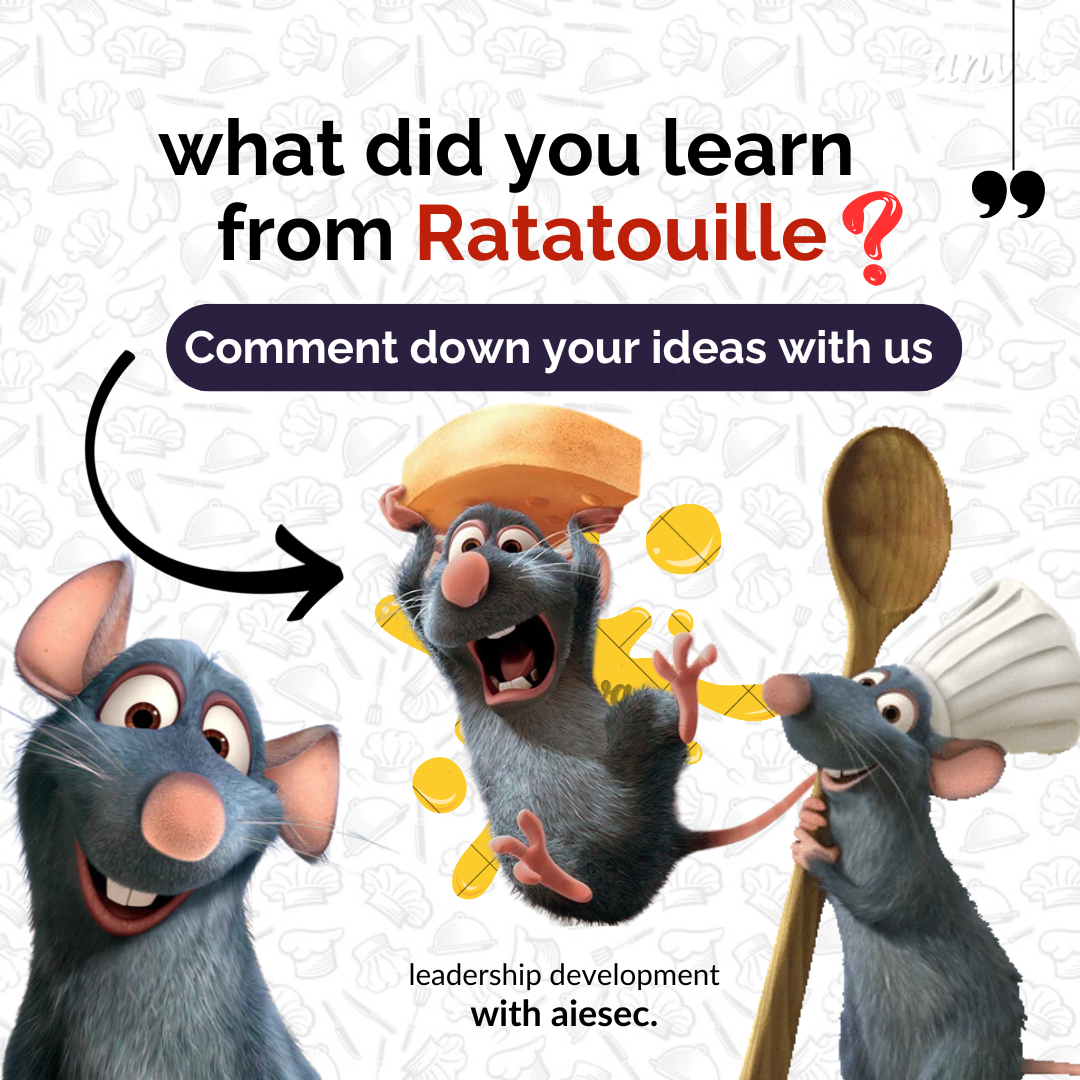 what did you learn
from Ratatouille?
Comment down your ideas with us
leadership development
with aiesec.